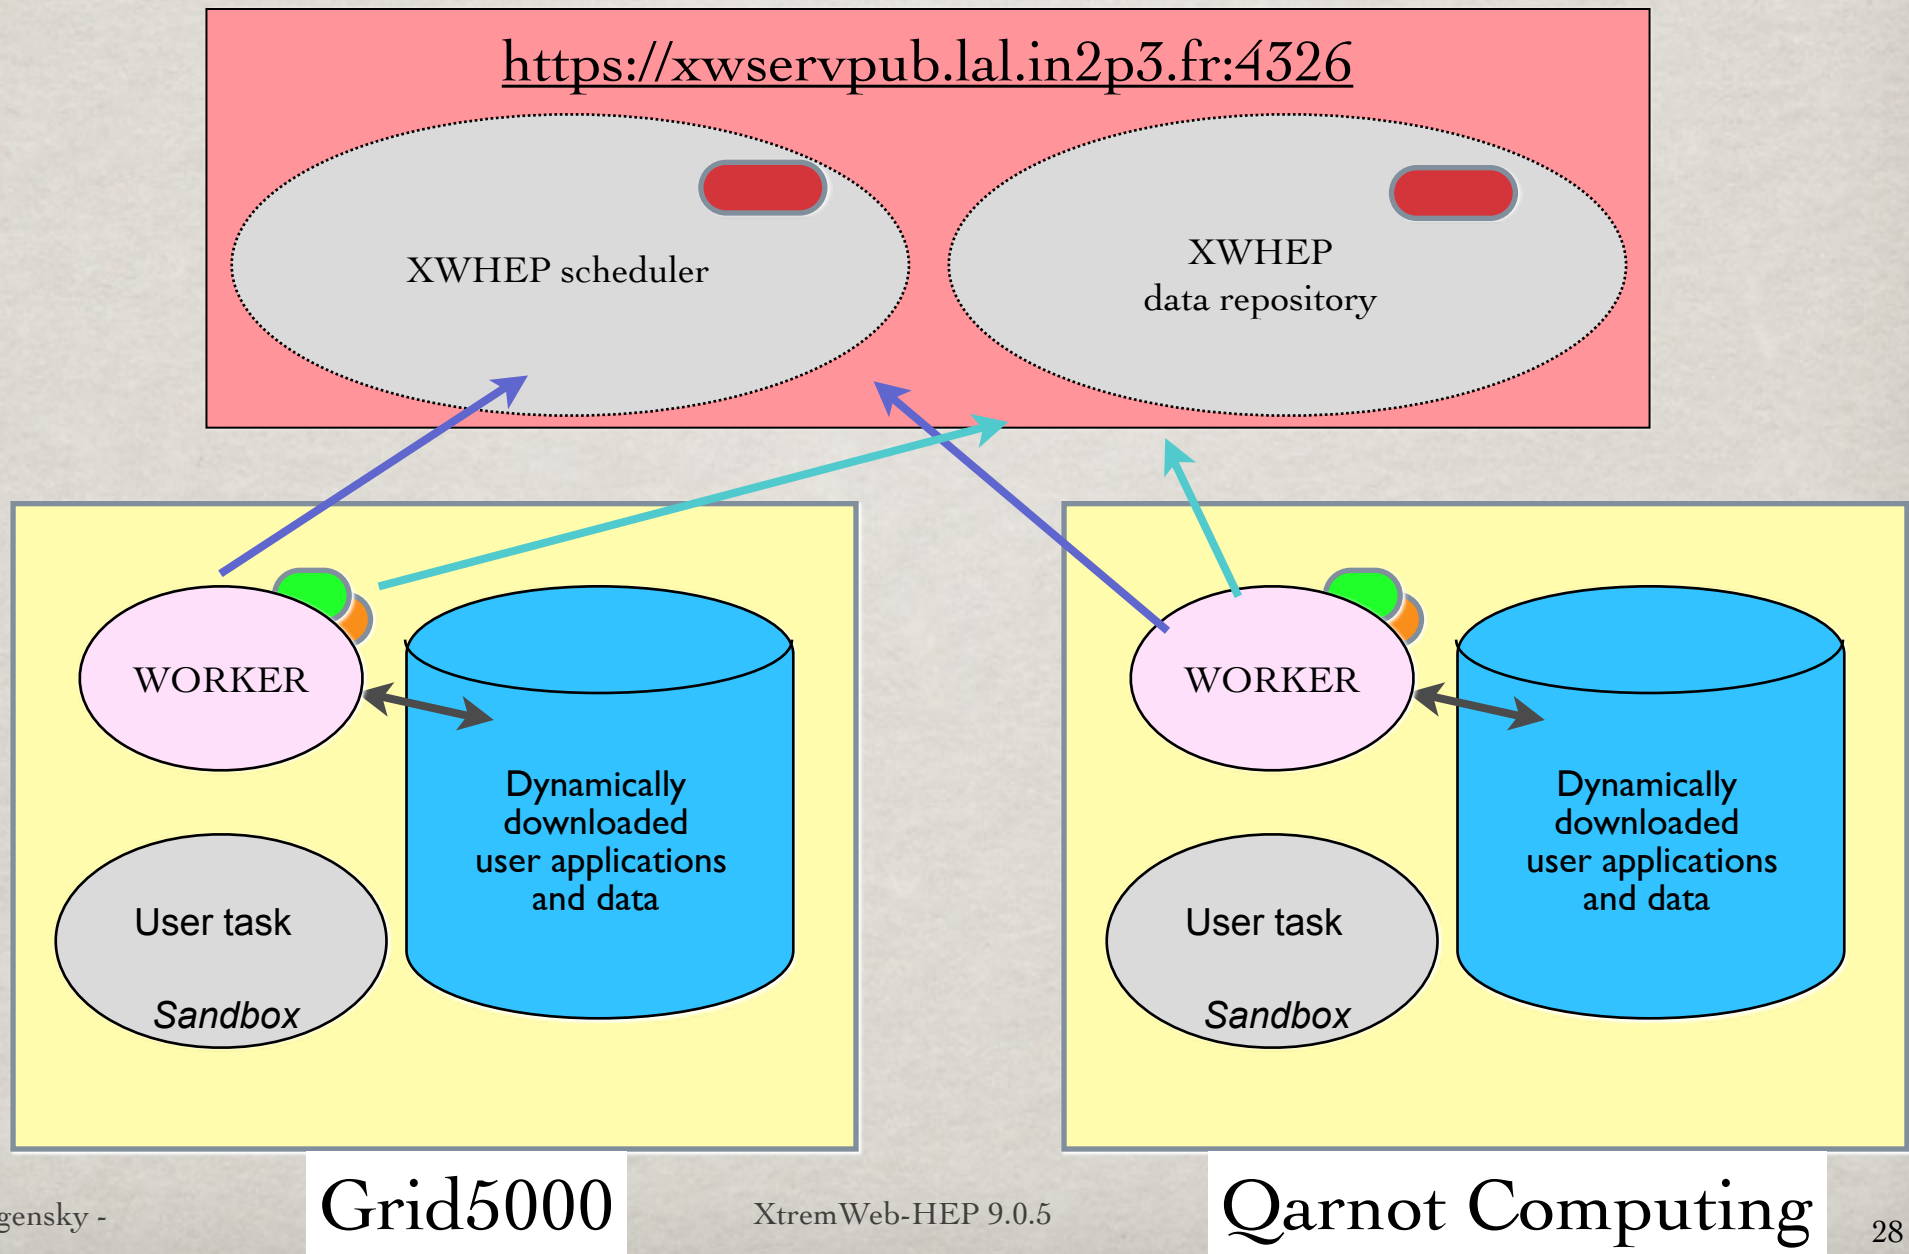 https://xwservpub.lal.in2p3.fr:4326
XWHEP scheduler
XWHEP
data repository
WORKER
Dynamically
downloaded
user applications
and data
User task
Sandbox
WORKER
Dynamically
downloaded
user applications
and data
User task
Sandbox
Grid5000
Qarnot Computing
gensky -
XtremWeb-HEP 9.0.5
28